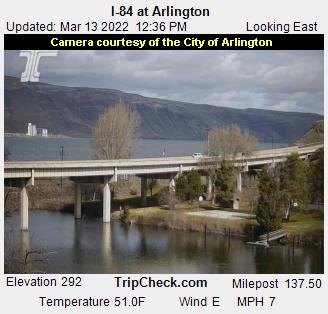 I-84 at Arlington
Updated: Mar 13 2022 12:36 PM Looking East
Camera courtesy of the City of Arlington
Elevation 292 TripCheck.com Milepost 137.50
Temperature 51.0F Wind E MPH 7